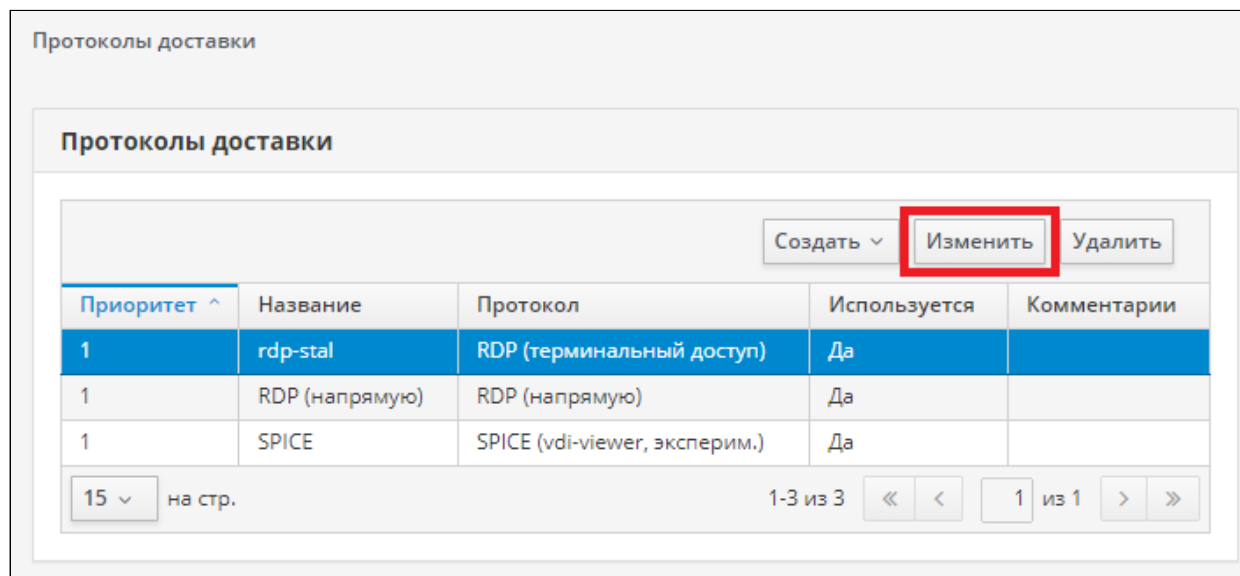 Протоколы доставки
Протоколы доставки
Создать Изменить Удалить
Приоритет Название Протокол Используется Комментарии
1 rdp-stal RDP (терминальный доступ) Да
1 RDP (напрямую) RDP (напрямую) Да
1 SPICE SPICE (vdi-viewer, эксперим.) Да
15 на стр. 1-3 из 3 « < 1 из 1 > »